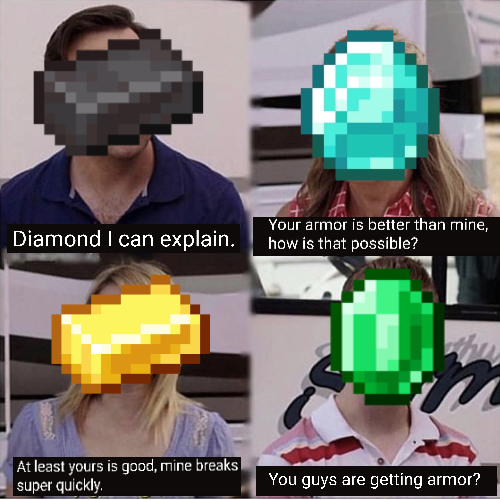 Diamond I can explain.
Your armor is better than mine,
how is that possible?
At least yours is good, mine breaks
super quickly.
You guys are getting armor?